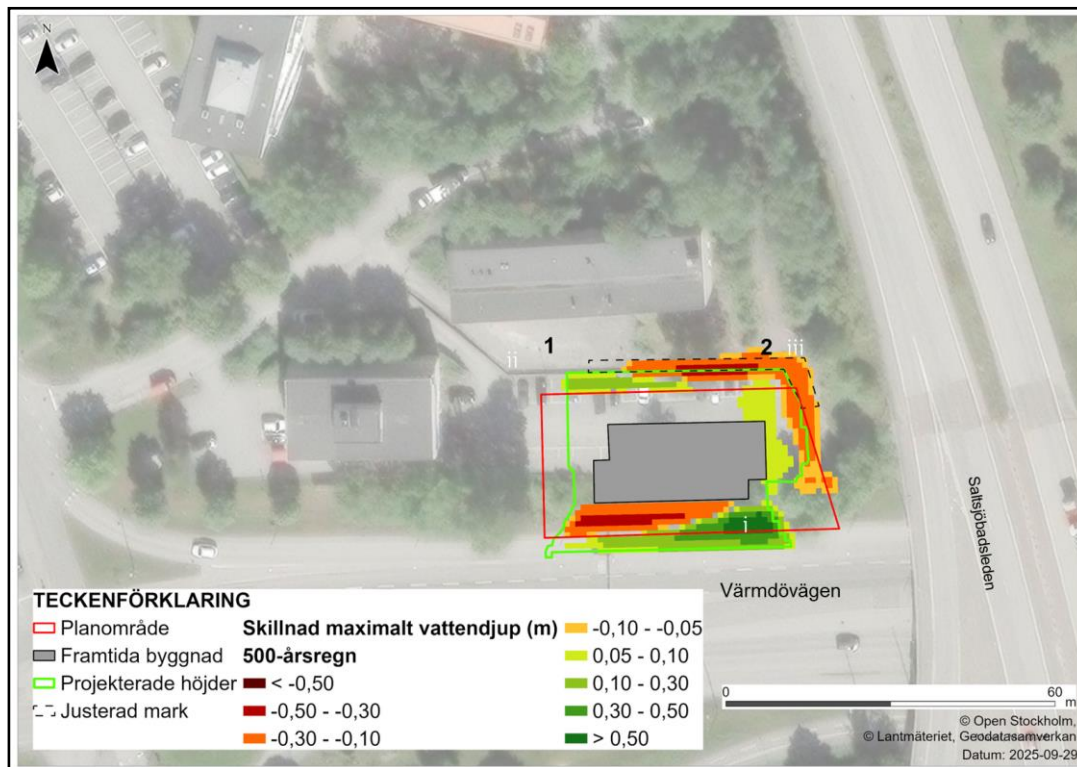 N
1
2
i
ii
iii
Saltsjöbadsleden
Värmdövägen
TECKENFÖRKLARING
Planområde
Framtida byggnad
Projekterade höjder
Justerad mark
Skillnad maximalt vattendjup (m)
500-årsregn
< -0,50
-0,50 - -0,30
-0,30 - -0,10
-0,10 - -0,05
0,05 - 0,10
0,10 - 0,30
0,30 - 0,50
> 0,50
0 60
m
© Open Stockholm,
© Lantmäteriet, Geodatasamverkan
Datum: 2025-09-29